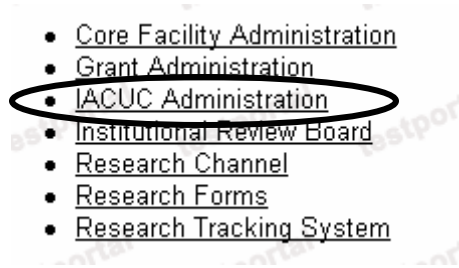 • Core Facility Administration
• Grant Administration
• IACUC Administration
• Institutional Review Board
• Research Channel
• Research Forms
• Research Tracking System